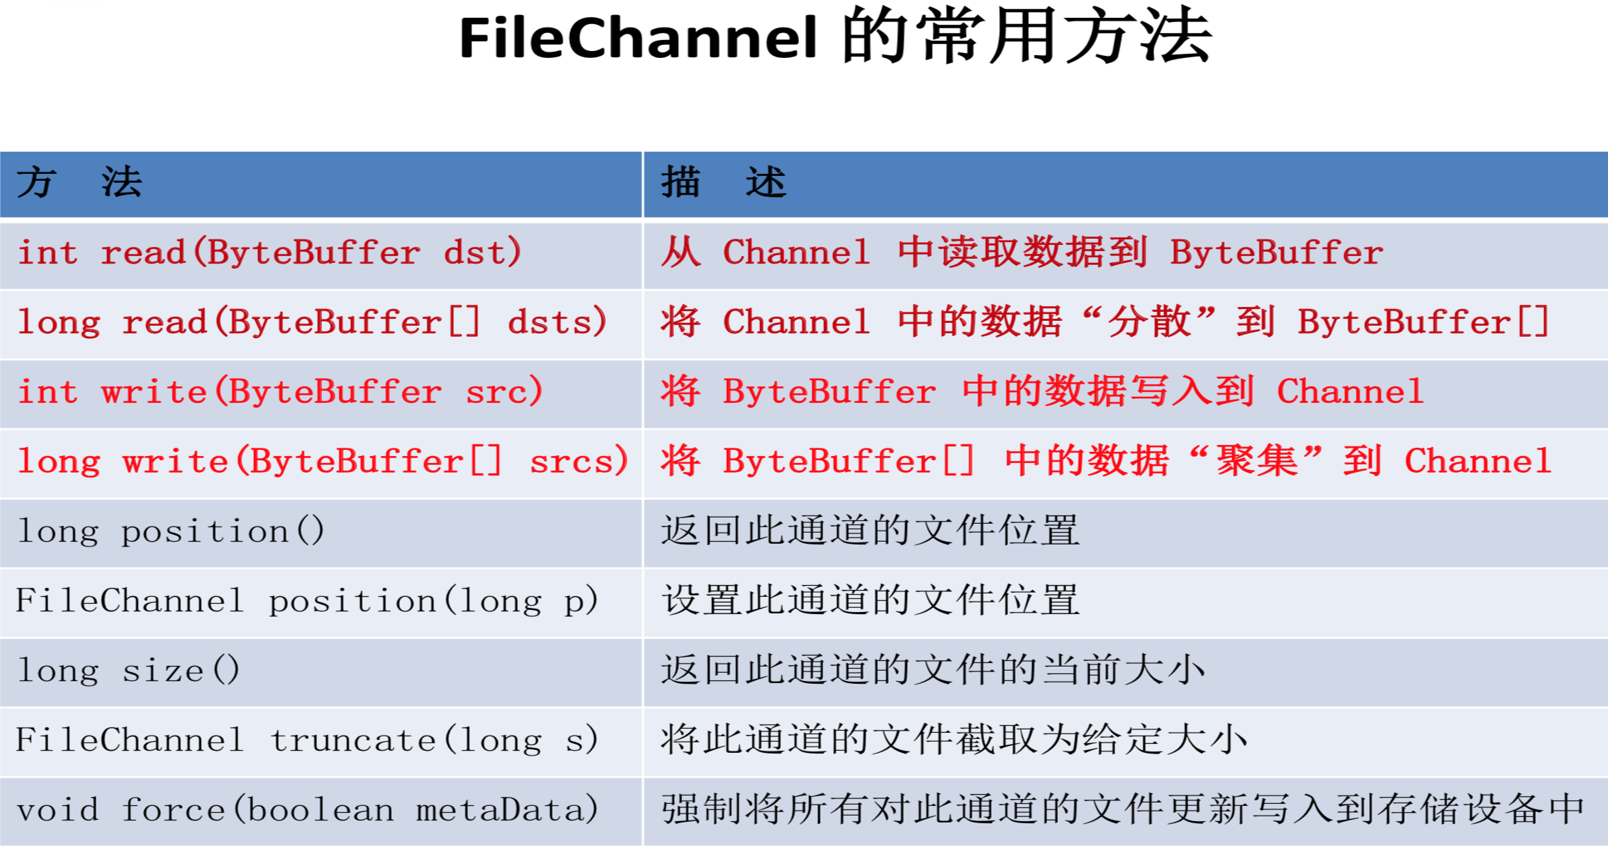 FileChannel 的常用方法
方 法 描 述
int read(ByteBuffer dst) 从 Channel 中读取数据到 ByteBuffer
long read(ByteBuffer[] dsts) 将 Channel 中的数据“分散”到 ByteBuffer[]
int write(ByteBuffer src) 将 ByteBuffer 中的数据写入到 Channel
long write(ByteBuffer[] srcs) 将 ByteBuffer[] 中的数据“聚集”到 Channel
long position() 返回此通道的文件位置
FileChannel position(long p) 设置此通道的文件位置
long size() 返回此通道的文件的当前大小
FileChannel truncate(long s) 将此通道的文件截取为给定大小
void force(boolean metaData) 强制将所有对此通道的文件更新写入到存储设备中